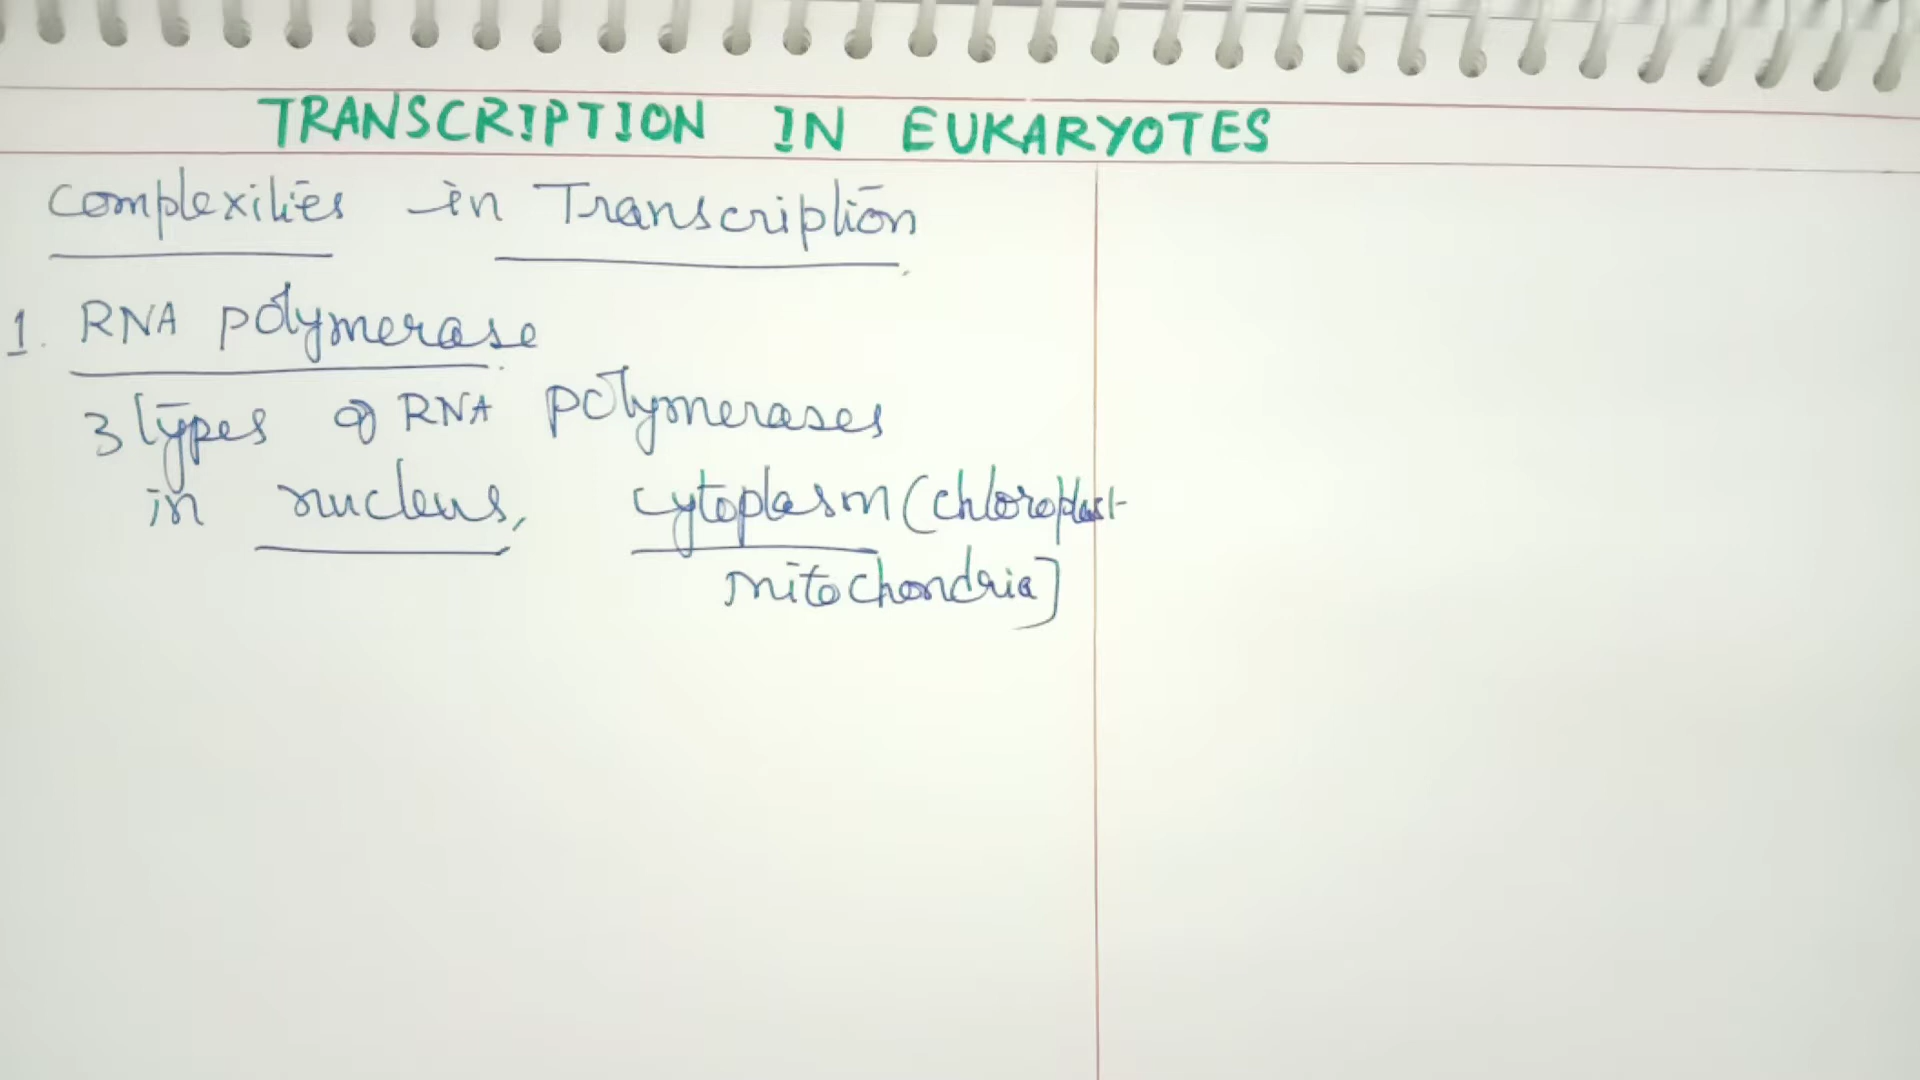 TRANSCRIPTION IN EUKARYOTES
Complexities in Transcription
1. RNA polymerase
3 types of RNA polymerases
in nucleus, cytoplasm (chloroplast
mitochondria]